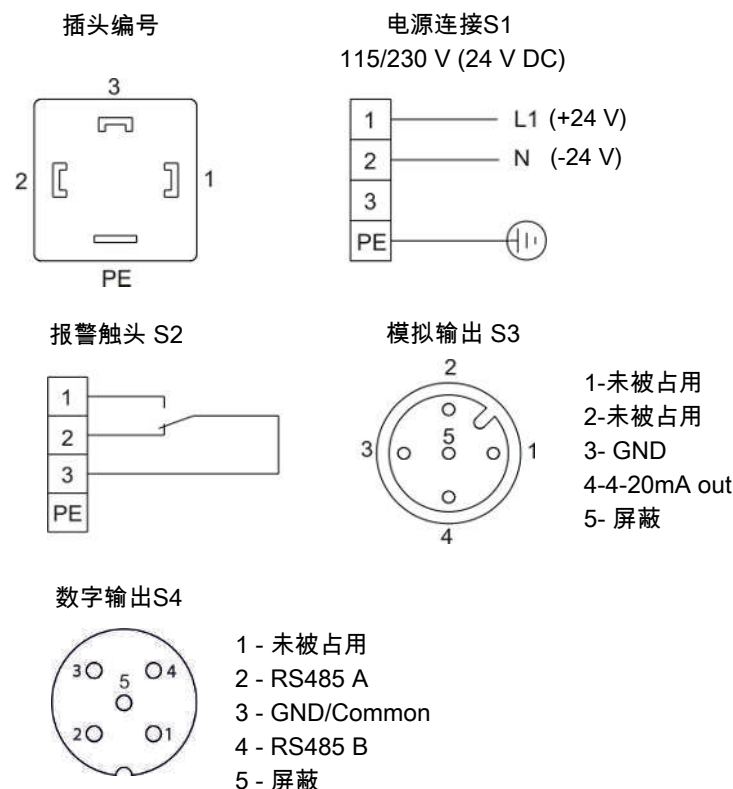 插头编号
3
2
1
PE
电源连接S1
115/230 V (24 V DC)
1
L1 (+24 V)
2
N (-24 V)
3
PE
报警触头 S2
1
2
3
PE
模拟输出 S3
2
3
5
1
4
1-未被占用
2-未被占用
3- GND
4-4-20mA out
5- 屏蔽
数字输出S4
3
5
4
2
1
1 - 未被占用
2 - RS485 A
3 - GND/Common
4 - RS485 B
5 - 屏蔽